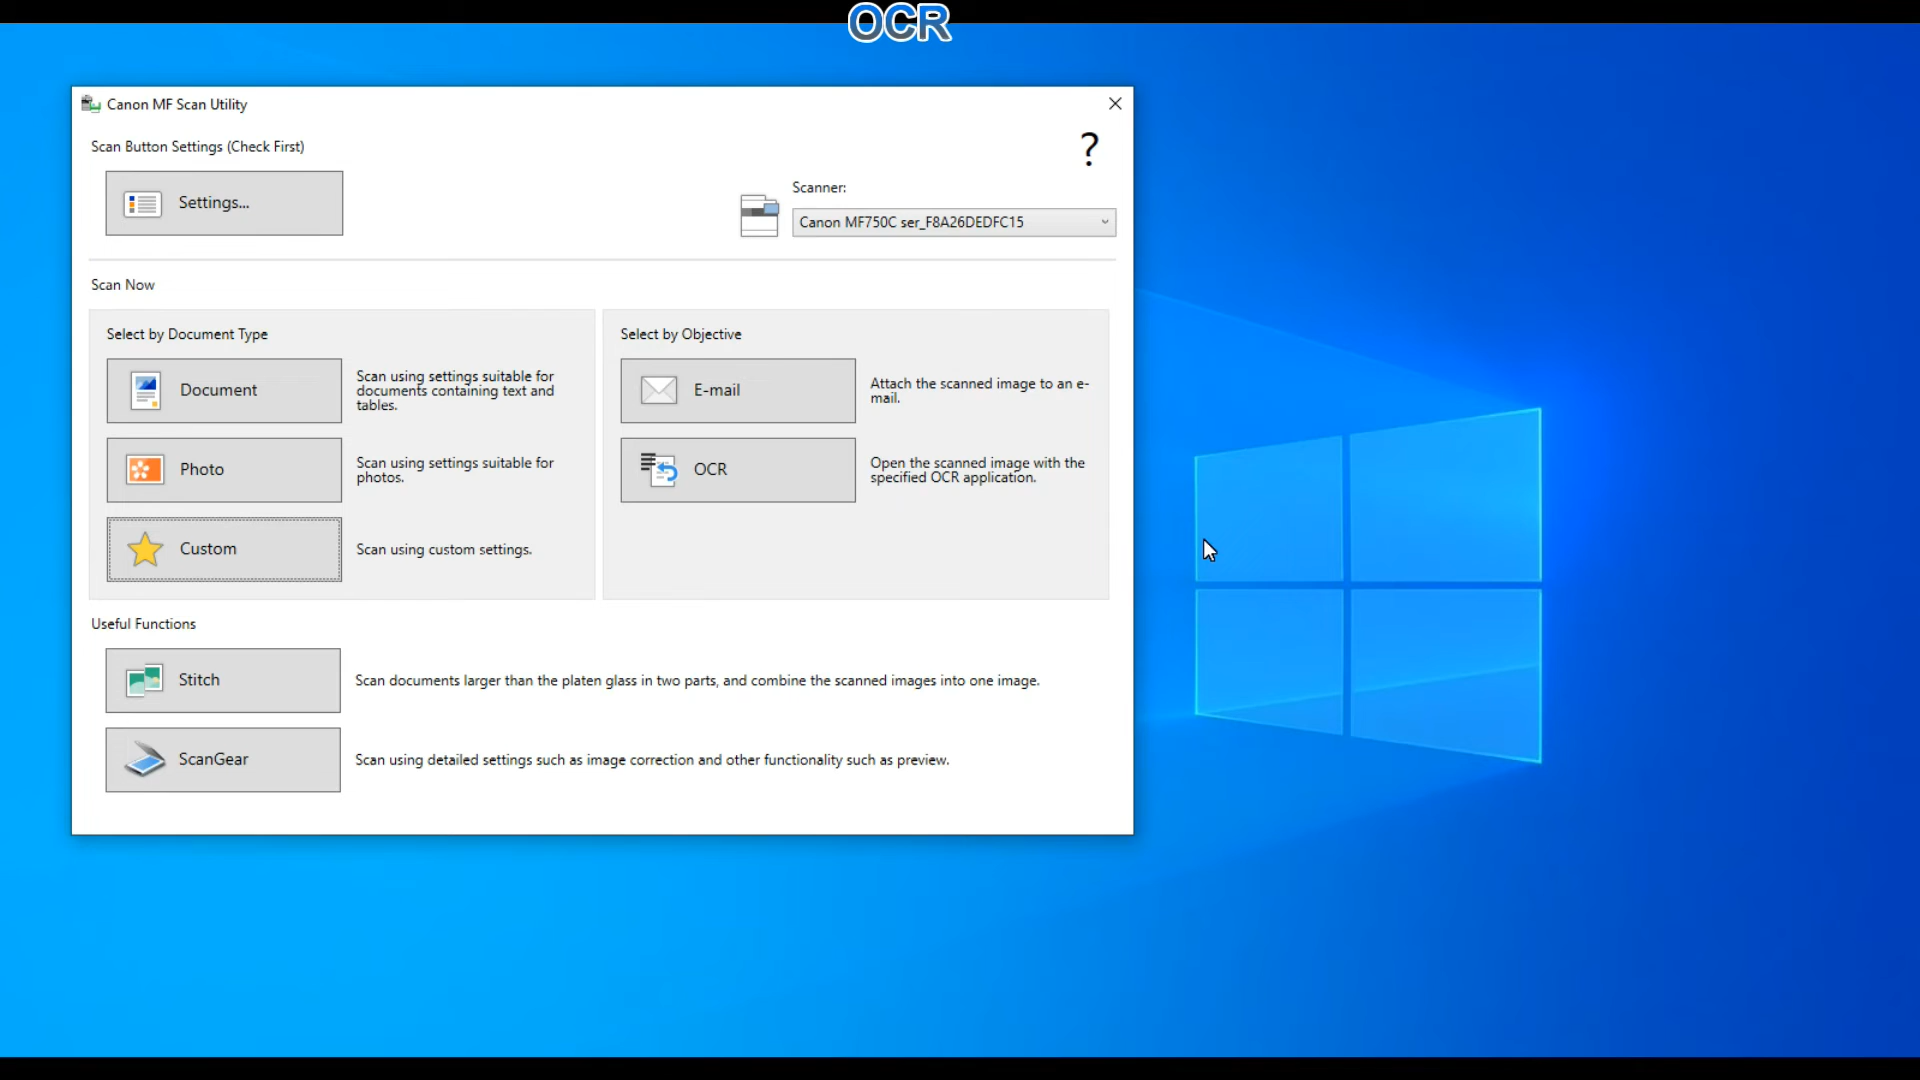 OCR
Canon MF Scan Utility
Scan Button Settings (Check First)
?
Settings...
Scanner:
Canon MF750C ser_F8A26DEDFC15
Scan Now
Select by Document Type
Document
Scan using settings suitable for
documents containing text and
tables.
Photo
Scan using settings suitable for
photos.
Custom
Scan using custom settings.
Select by Objective
E-mail
Attach the scanned image to an e-
mail.
OCR
Open the scanned image with the
specified OCR application.
Useful Functions
Stitch
Scan documents larger than the platen glass in two parts, and combine the scanned images into one image.
ScanGear
Scan using detailed settings such as image correction and other functionality such as preview.